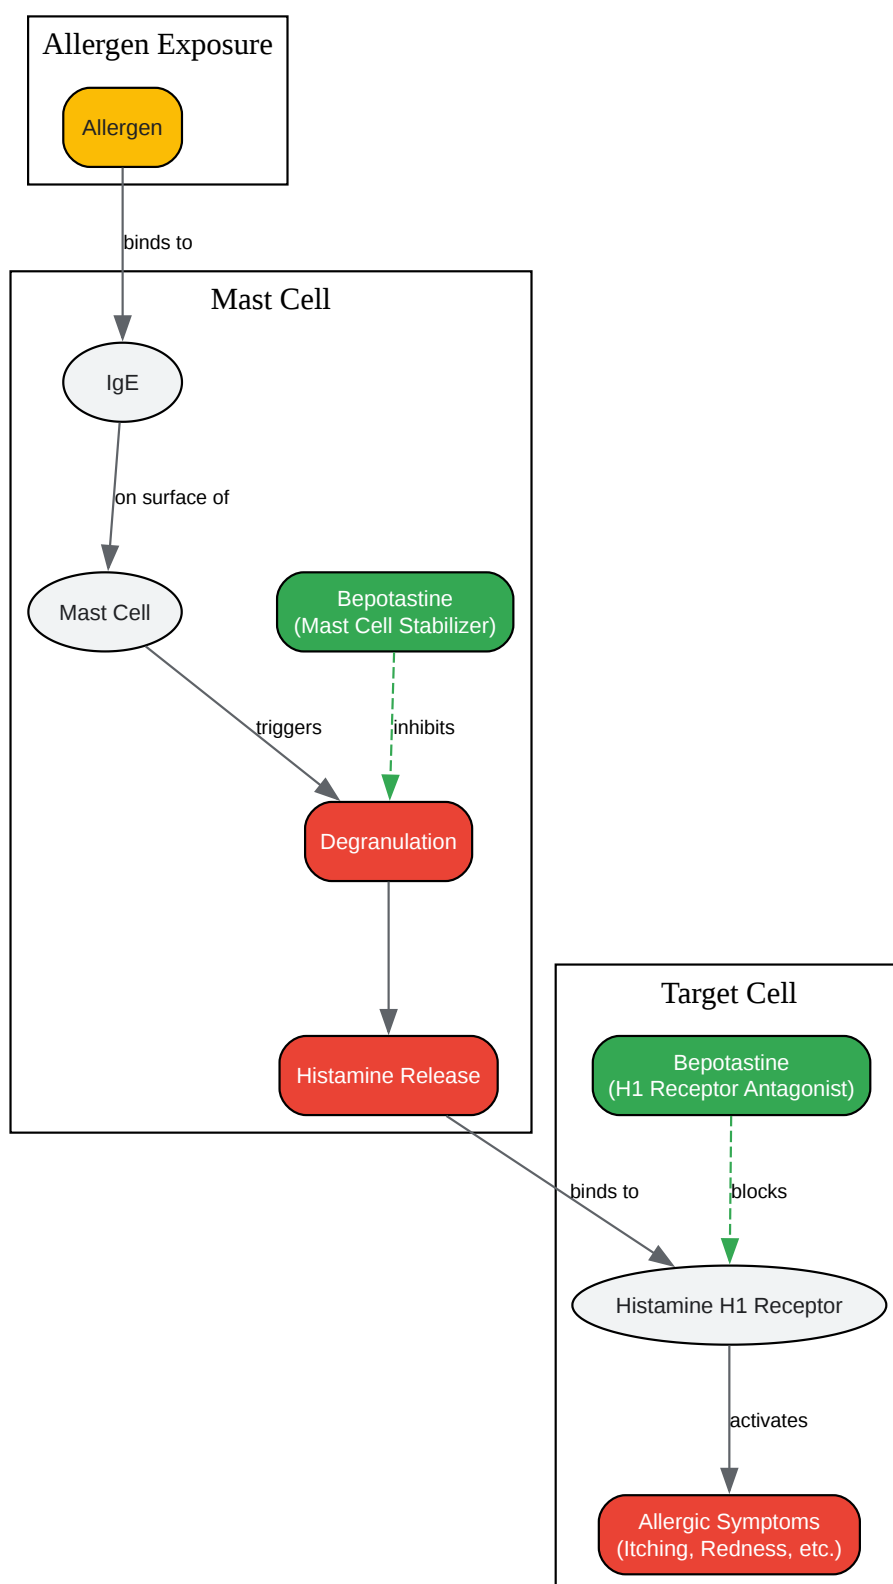 Allergen Exposure
Allergen
binds to
Mast Cell
IgE
on surface of
Mast Cell
Bepotastine
(Mast Cell Stabilizer)
triggers
inhibits
Degranulation
Histamine Release
Target Cell
Bepotastine
(H1 Receptor Antagonist)
binds to
blocks
Histamine H1 Receptor
activates
Allergic Symptoms
(Itching, Redness, etc.)